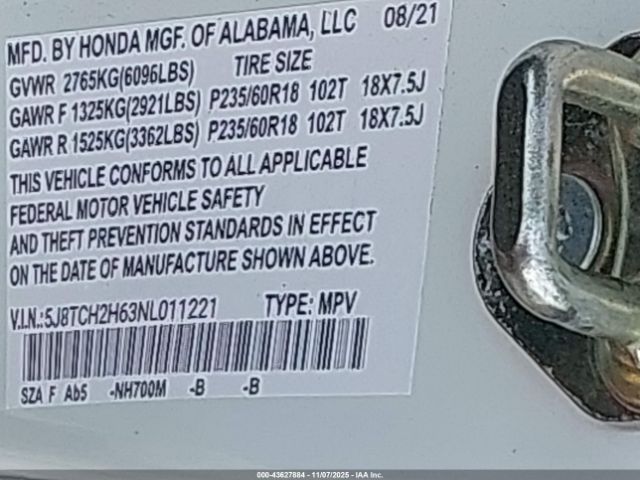 MFD. BY HONDA MGF. OF ALABAMA, LLC 08/21
GVWR 2765KG(6096LBS) TIRE SIZE
GAWR F 1325KG(2921LBS) P235/60R18 102T 18X7.5J
GAWR R 1525KG(3362LBS) P235/60R18 102T 18X7.5J
THIS VEHICLE CONFORMS TO ALL APPLICABLE
FEDERAL MOTOR VEHICLE SAFETY
AND THEFT PREVENTION STANDARDS IN EFFECT
ON THE DATE OF MANUFACTURE SHOWN ABOVE.
V.I.N.:5J8TCH2H63NL011221 TYPE: MPV
SZA F Ab5 -NH700M -B -B
000-43627884 - 11/07/2025 - IAA Inc.